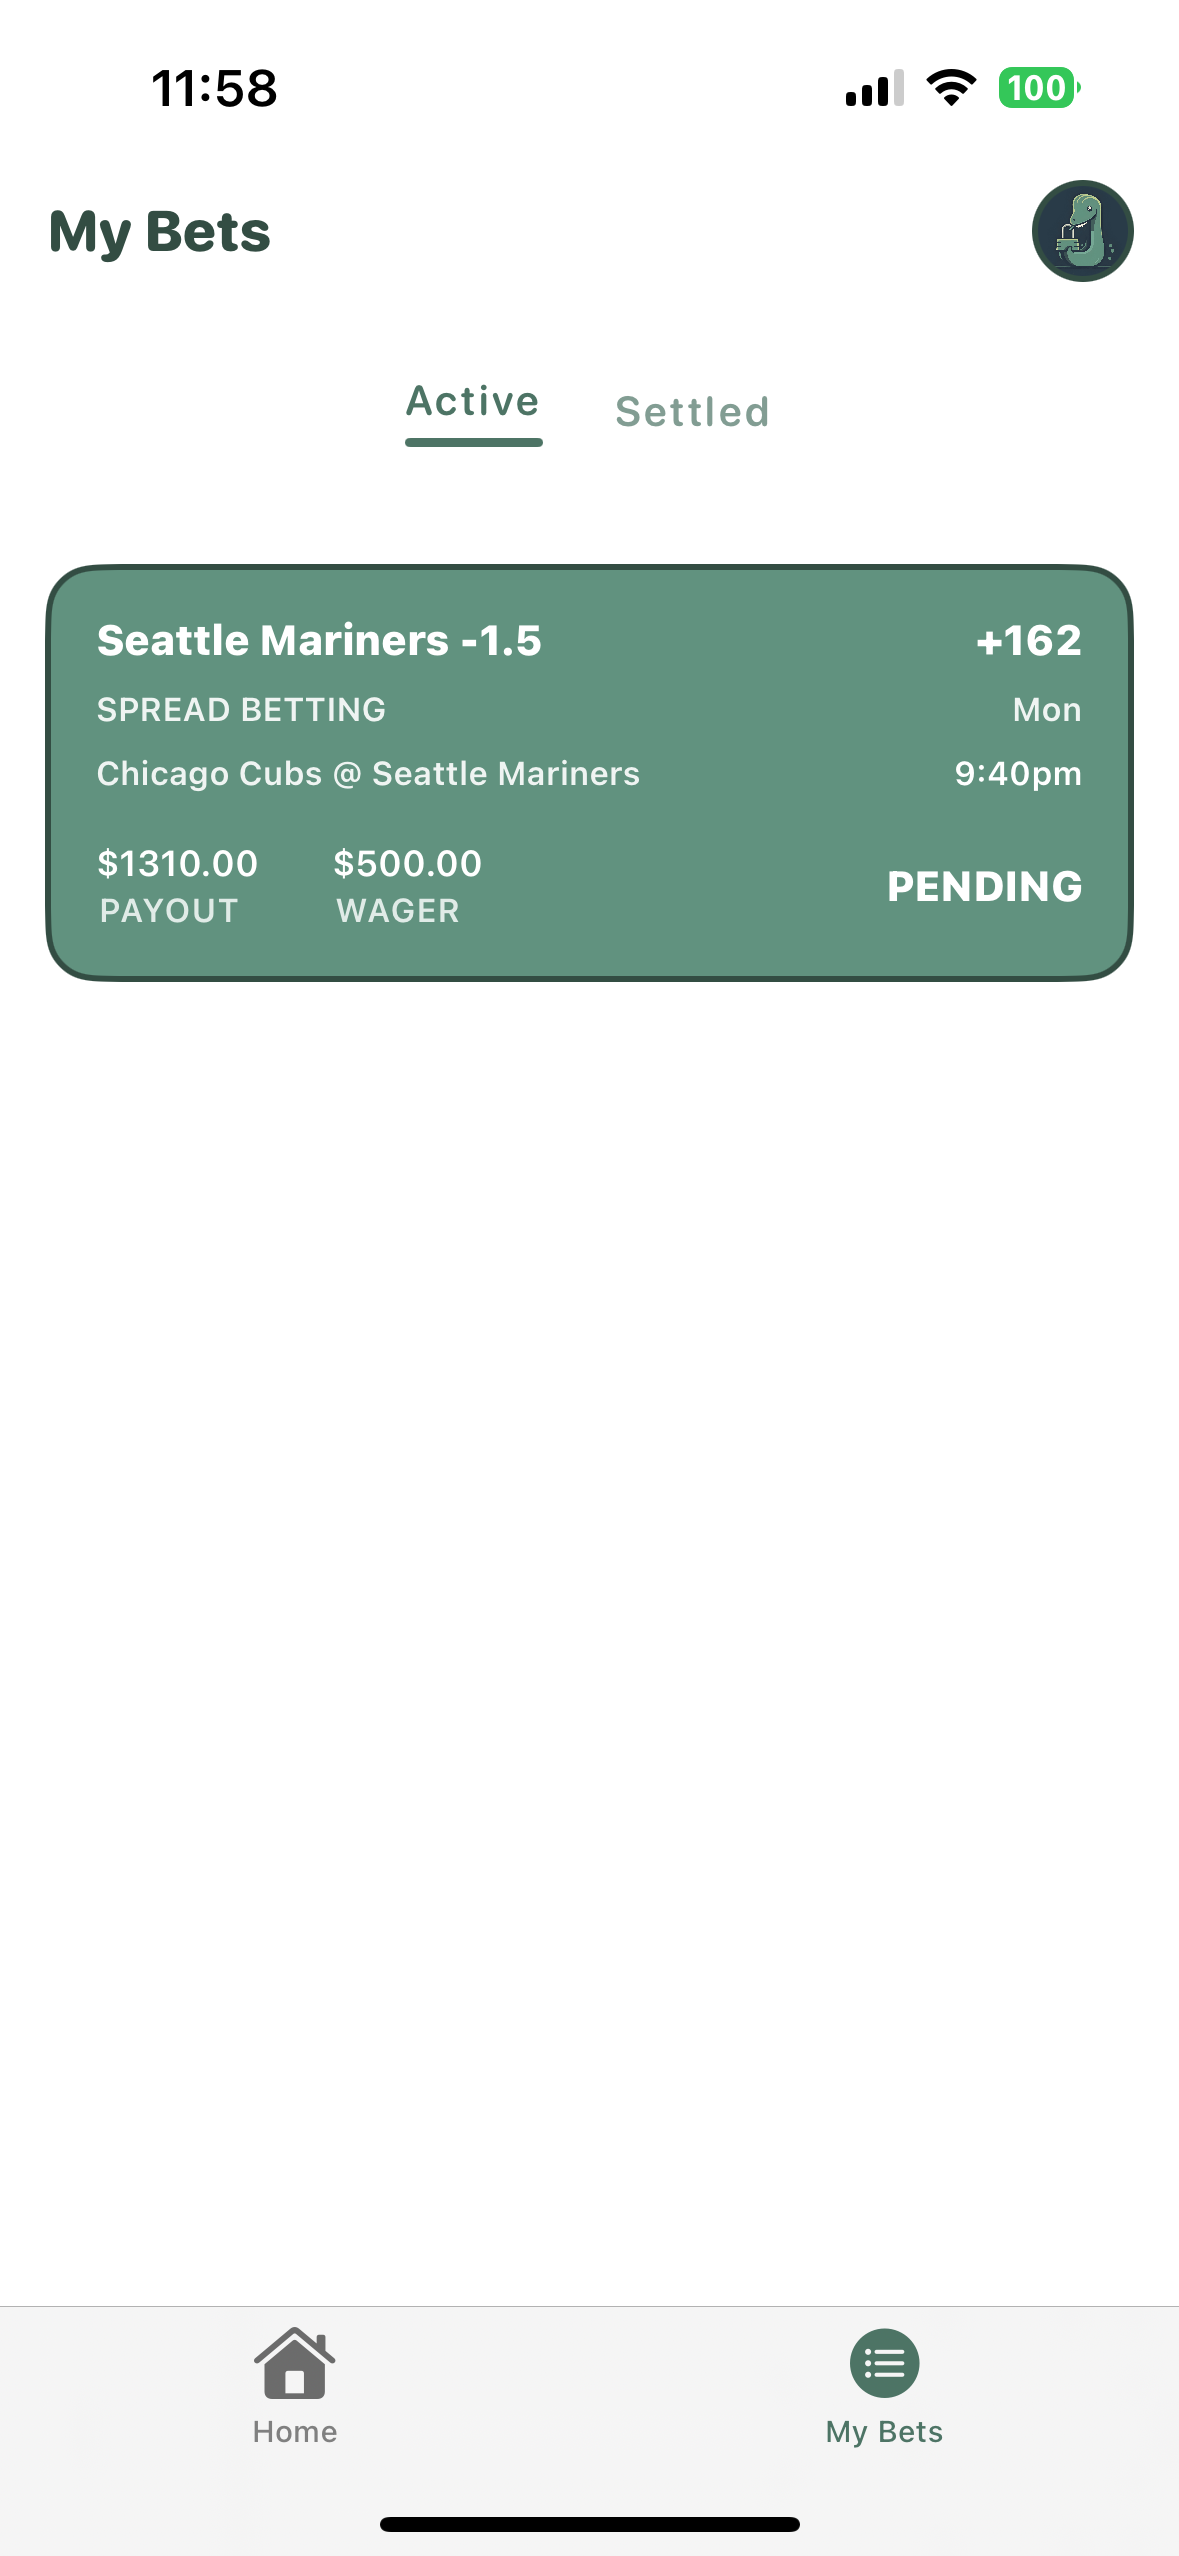 11:58
100
My Bets
Active
Settled
Seattle Mariners -1.5
+162
SPREAD BETTING
Mon
Chicago Cubs @ Seattle Mariners
9:40pm
$1310.00
$500.00
PAYOUT
WAGER
PENDING
Home
My Bets